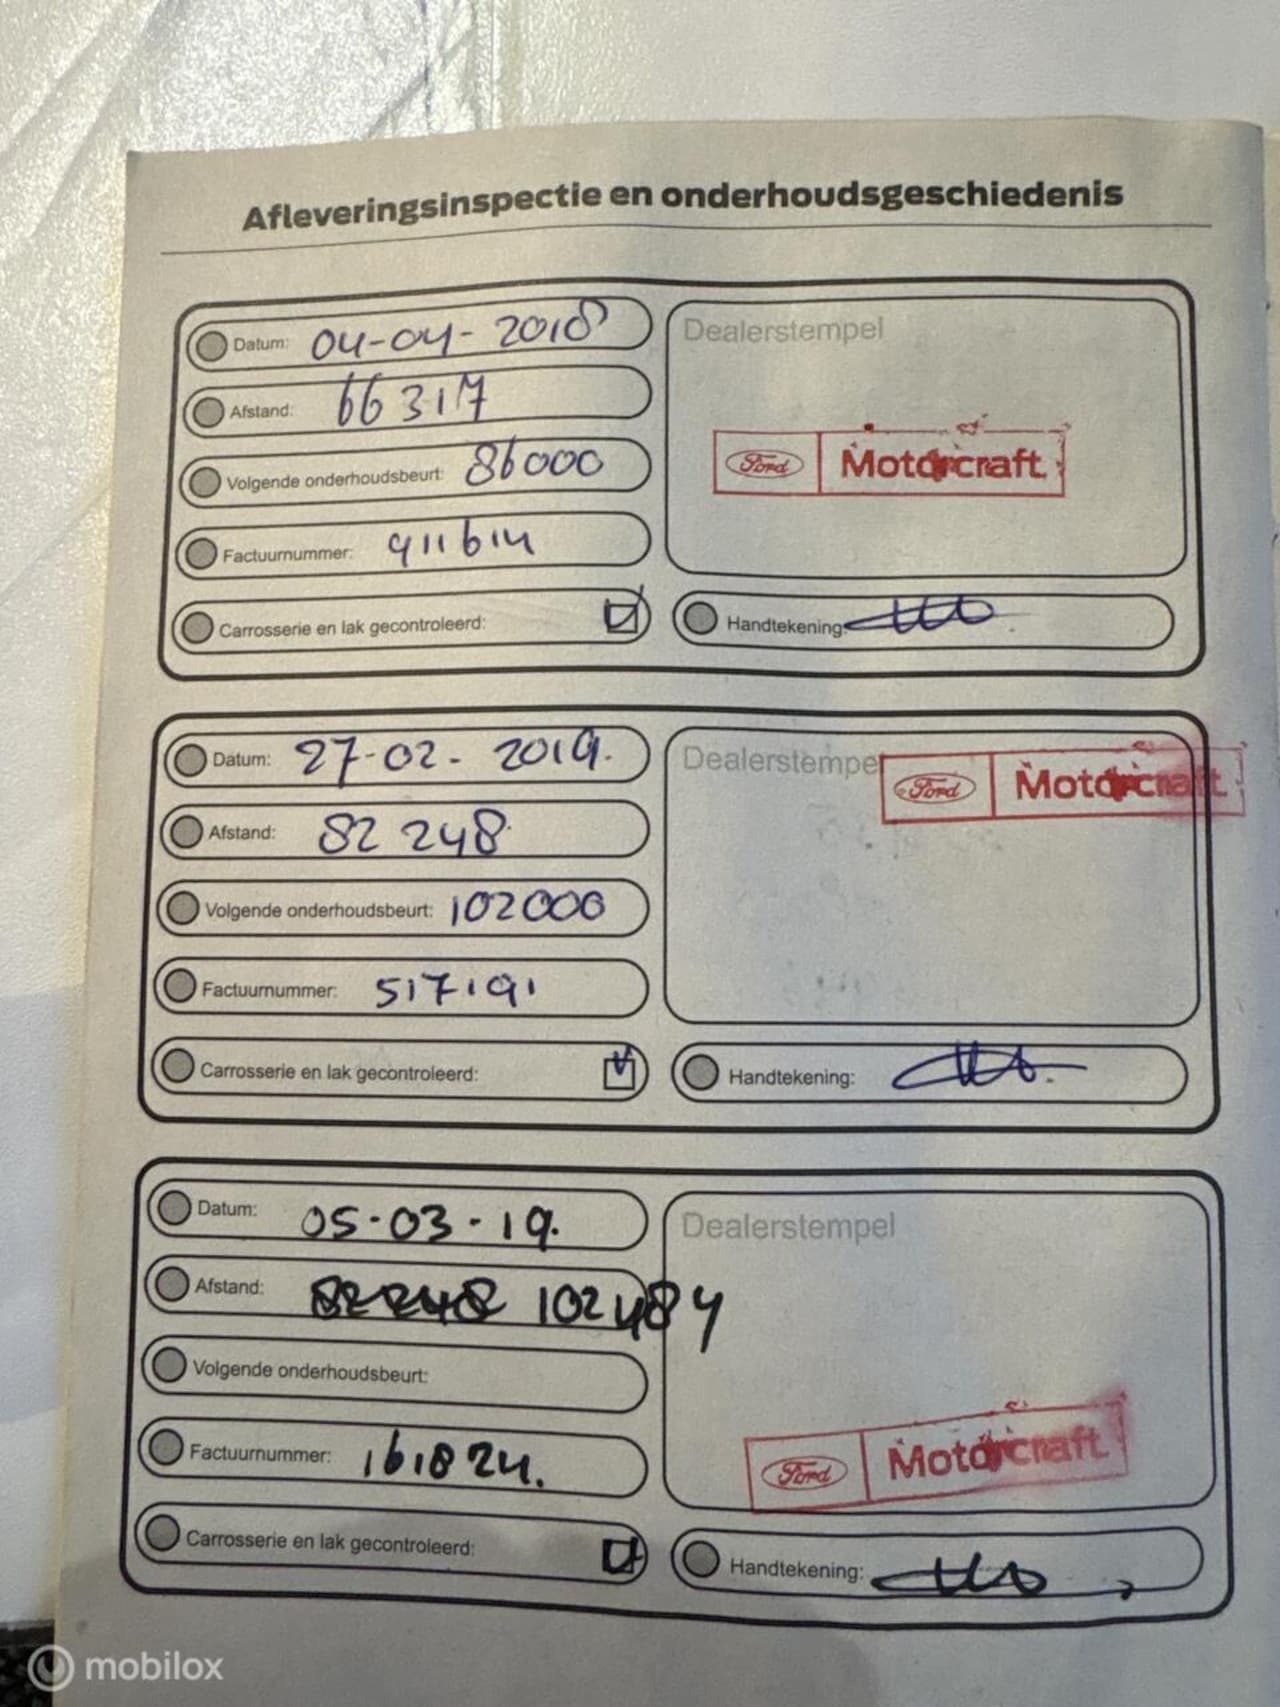 Afleveringsinspectie en onderhoudsgeschiedenis
Datum: 04-04-2018
Afstand: 66317
Volgende onderhoudsbeurt: 86000
Factuurnummer: 911614
Carrosserie en lak gecontroleerd:
Dealerstempel
Ford Motorcraft
Handtekening:
Datum: 27-02-2019.
Afstand: 82 248
Volgende onderhoudsbeurt: 102000
Factuurnummer: 517191
Carrosserie en lak gecontroleerd:
Dealerstempel
Ford Motorcraft
Handtekening:
Datum: 05-03-19.
Afstand: 82248 102484
Volgende onderhoudsbeurt:
Factuurnummer: 161824.
Carrosserie en lak gecontroleerd:
Dealerstempel
Ford Motorcraft
Handtekening:
mobilox